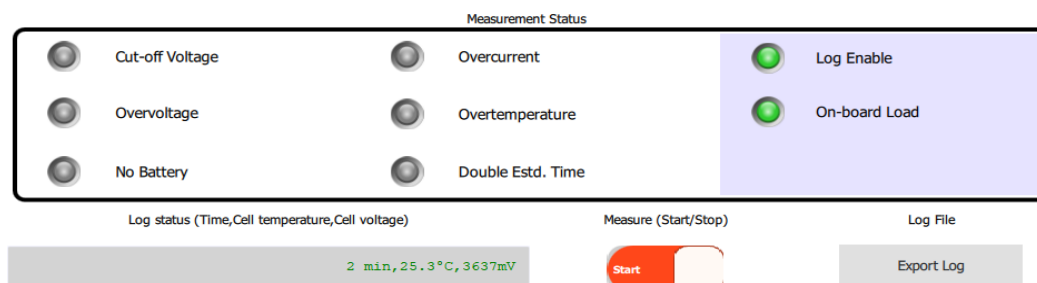 Measurement Status
Cut-off Voltage Overcurrent Log Enable
Overvoltage Overtemperature On-board Load
No Battery Double Estd. Time
Log status (Time,Cell temperature,Cell voltage) Measure (Start/Stop) Log File
2 min,25.3°C,3637mV Start Export Log